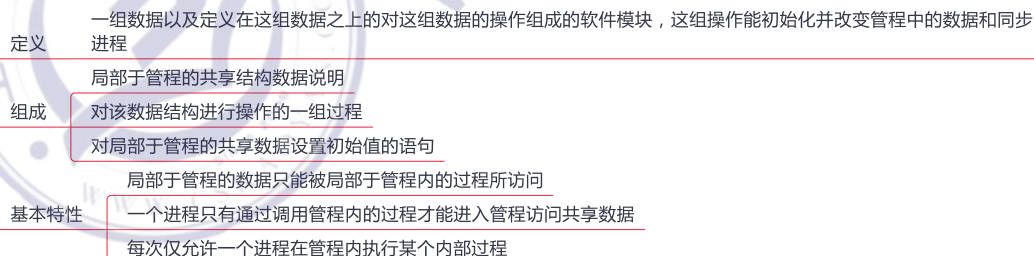 一组数据以及定义在这组数据之上的对这组数据的操作组成的软件模块，这组操作能初始化并改变管程中的数据和同步
定义 进程
局部于管程的共享结构数据说明
组成 对该数据结构进行操作的一组过程
对局部于管程的共享数据设置初始值的语句
局部于管程的数据只能被局部于管程内的过程所访问
基本特性 一个进程只有通过调用管程内的过程才能进入管程访问共享数据
每次仅允许一个进程在管程内执行某个内部过程